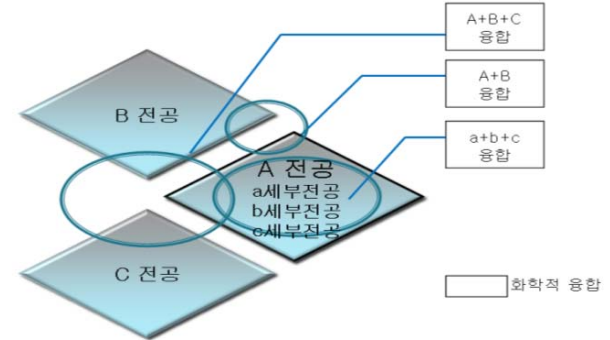 A+B+C
융합
A+B
융합
B 전공
a+b+c
융합
A 전공
a세부전공
b세부전공
c세부전공
C 전공
화학적 융합